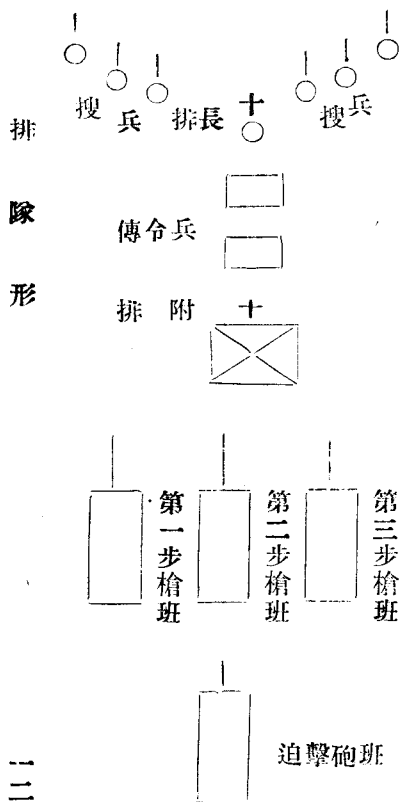 排隊形
搜兵
排長
搜兵
傳令兵
排附
第一步槍班
第二步槍班
第三步槍班
迫擊砲班
一二